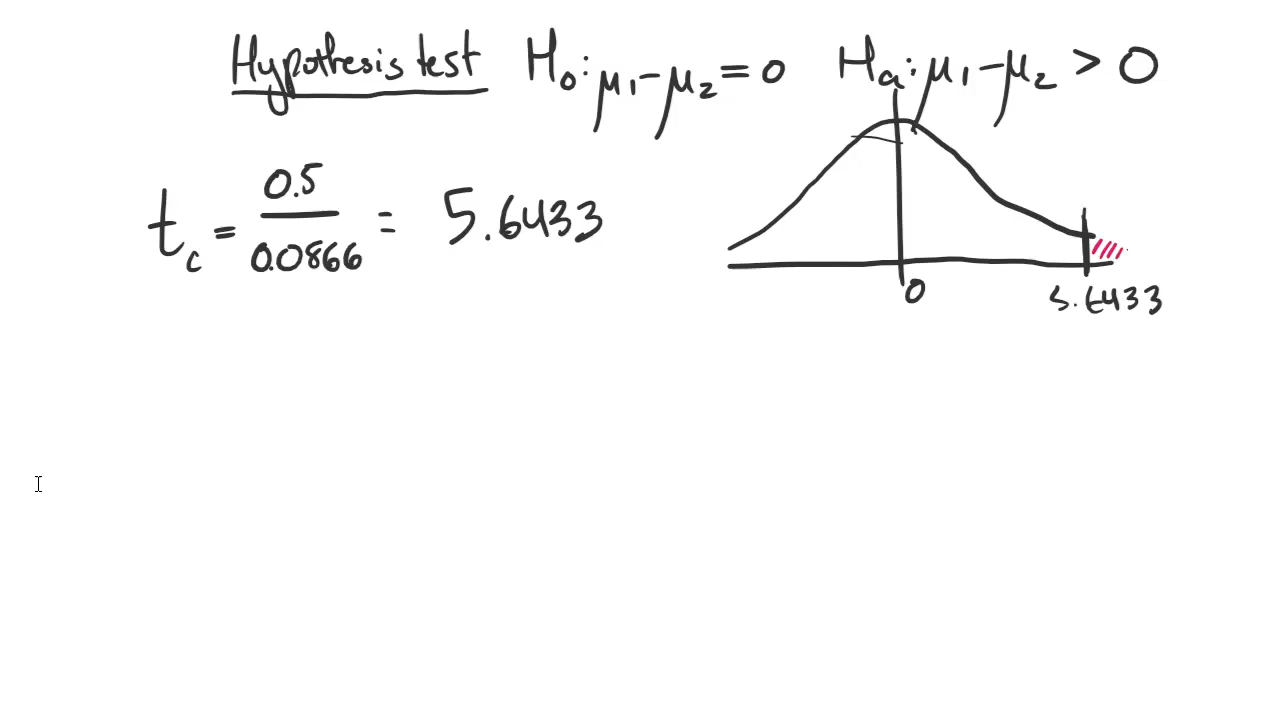 Hypothesis test H₀: μ₁-μ₂ = 0 Hₐ: μ₁-μ₂ > 0
t_c = 0.5/0.0866 = 5.6433
0 5.6433